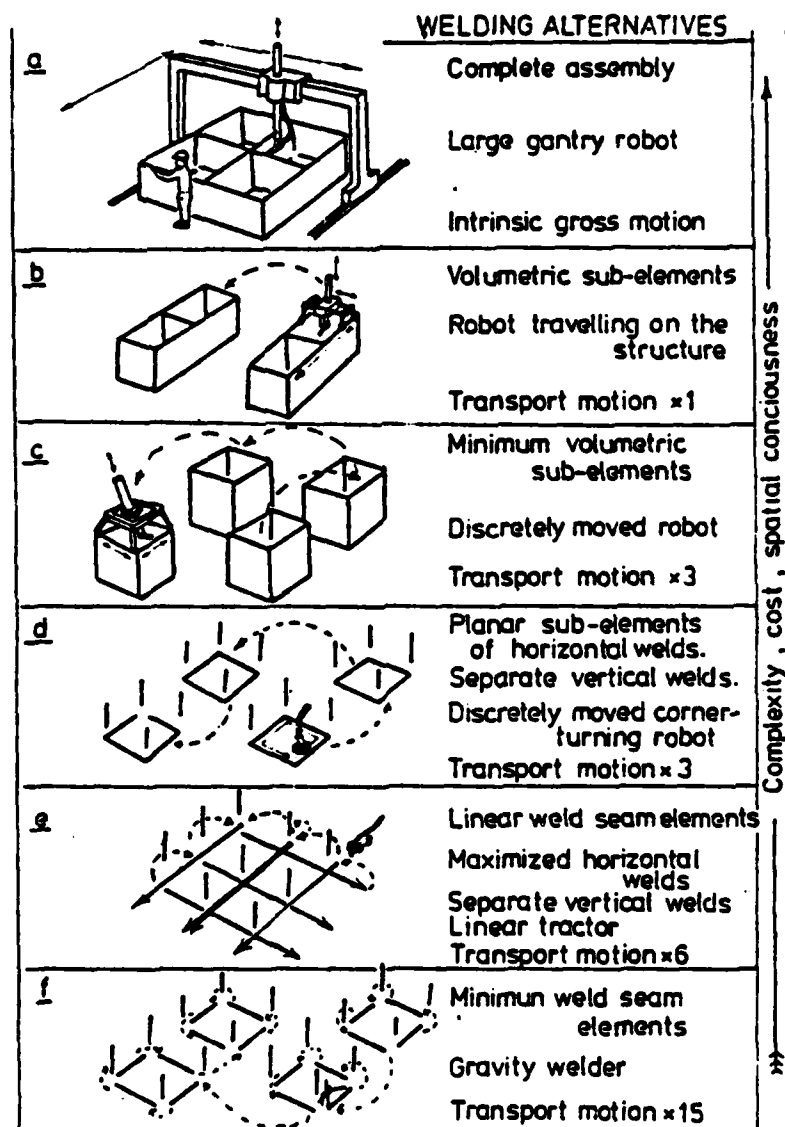 WELDING ALTERNATIVES
a
Complete assembly
Large gantry robot
Intrinsic gross motion
b
Volumetric sub-elements
Robot travelling on the
structure
Transport motion ×1
c
Minimum volumetric
sub-elements
Discretely moved robot
Transport motion ×3
d
Planar sub-elements
of horizontal welds.
Separate vertical welds.
Discretely moved corner-
turning robot
Transport motion × 3
e
Linear weld seam elements
Maximized horizontal
welds
Separate vertical welds
Linear tractor
Transport motion ×6
f
Minimun weld seam
elements
Gravity welder
Transport motion ×15
Complexity, cost, spatial conciousness